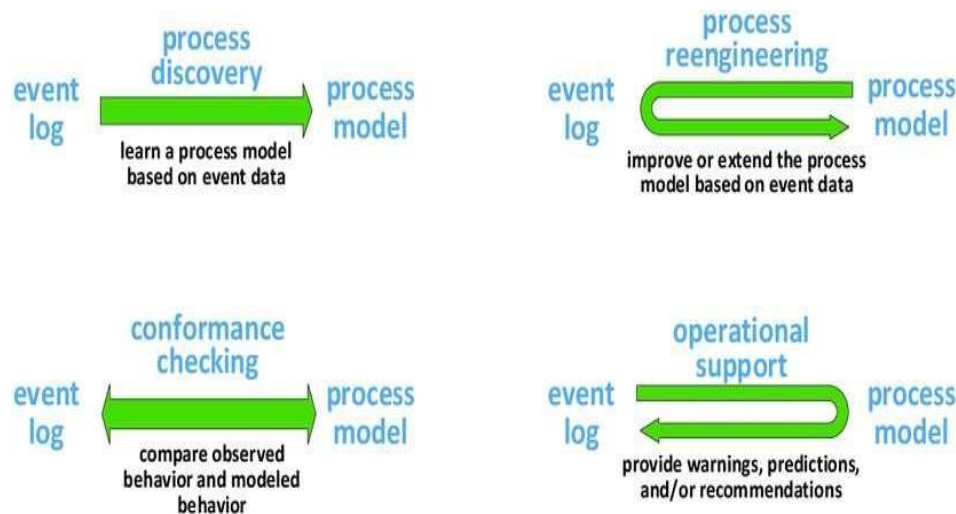 process
discovery
event
log
process
model
learn a process model
based on event data
process
reengineering
event
log
process
model
improve or extend the process
model based on event data
conformance
checking
event
log
process
model
compare observed
behavior and modeled
behavior
operational
support
event
log
process
model
provide warnings, predictions,
and/or recommendations